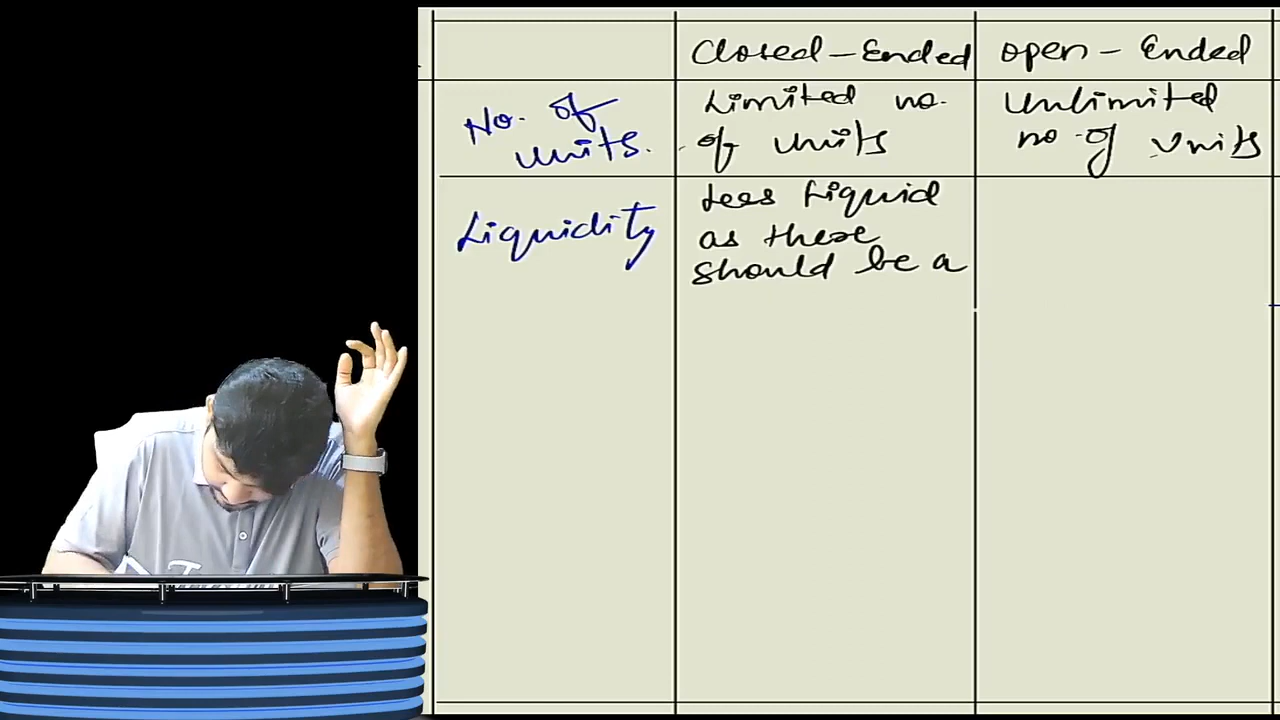 Closed-Ended
Open-Ended
No. of
units.
Limited no.
of units
Unlimited
no. of units
Liquidity
Less Liquid
as there
should be a